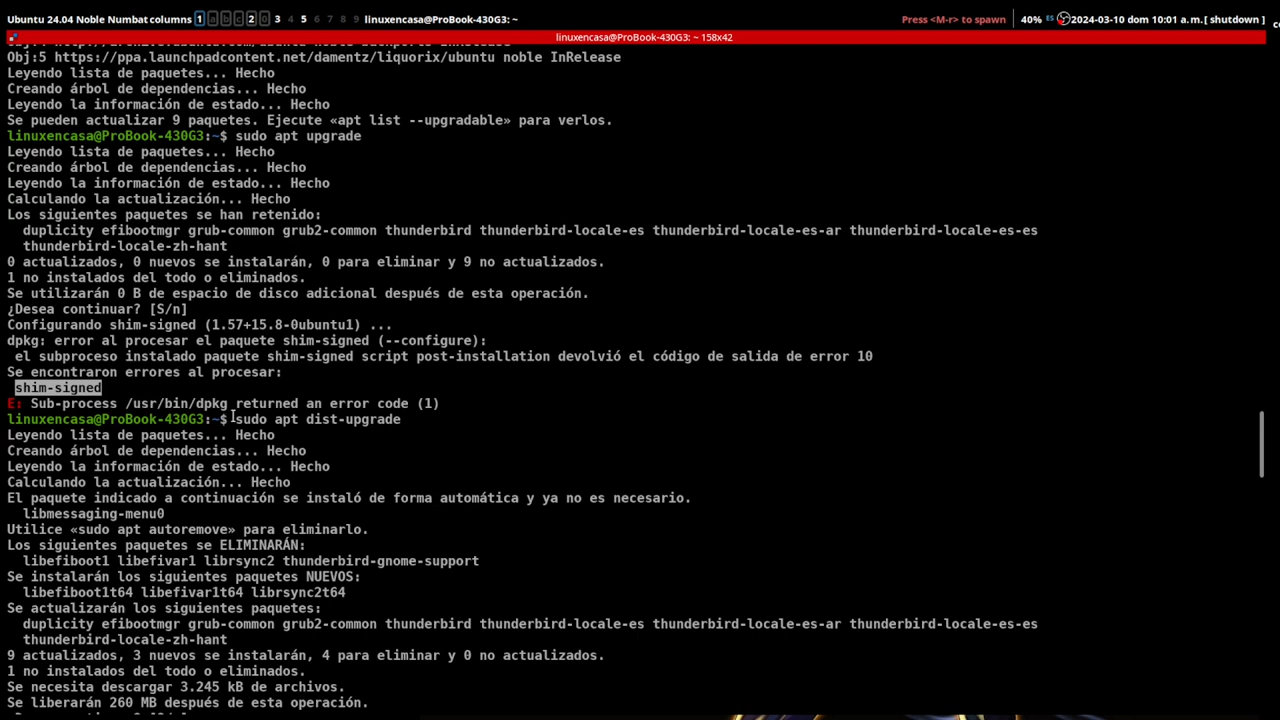 Ubuntu 24.04 Noble Numbat columns 1 a b c 2 0 3 4 5 6 7 8 9 linuxencasa@ProBook-430G3: ~ Press <M-r> to spawn 40% ES 2024-03-10 dom 10:01 a.m. [ shutdown ]
linuxencasa@ProBook-430G3: ~ 158x42
Obj:5 https://ppa.launchpadcontent.net/damentz/liquorix/ubuntu noble InRelease
Leyendo lista de paquetes... Hecho
Creando árbol de dependencias... Hecho
Leyendo la información de estado... Hecho
Se pueden actualizar 9 paquetes. Ejecute «apt list --upgradable» para verlos.
linuxencasa@ProBook-430G3:~$ sudo apt upgrade
Leyendo lista de paquetes... Hecho
Creando árbol de dependencias... Hecho
Leyendo la información de estado... Hecho
Calculando la actualización... Hecho
Los siguientes paquetes se han retenido:
duplicity efibootmgr grub-common grub2-common thunderbird thunderbird-locale-es thunderbird-locale-es-ar thunderbird-locale-es-es
thunderbird-locale-zh-hant
0 actualizados, 0 nuevos se instalarán, 0 para eliminar y 9 no actualizados.
1 no instalados del todo o eliminados.
Se utilizarán 0 B de espacio de disco adicional después de esta operación.
¿Desea continuar? [S/n]
Configurando shim-signed (1.57+15.8-0ubuntu1) ...
dpkg: error al procesar el paquete shim-signed (--configure):
el subproceso instalado paquete shim-signed script post-installation devolvió el código de salida de error 10
Se encontraron errores al procesar:
shim-signed
E: Sub-process /usr/bin/dpkg returned an error code (1)
linuxencasa@ProBook-430G3:~$ sudo apt dist-upgrade
Leyendo lista de paquetes... Hecho
Creando árbol de dependencias... Hecho
Leyendo la información de estado... Hecho
Calculando la actualización... Hecho
El paquete indicado a continuación se instaló de forma automática y ya no es necesario.
libmessaging-menu0
Utilice «sudo apt autoremove» para eliminarlo.
Los siguientes paquetes se ELIMINARÁN:
libefiboot1 libefivar1 librsync2 thunderbird-gnome-support
Se instalarán los siguientes paquetes NUEVOS:
libefiboot1t64 libefivar1t64 librsync2t64
Se actualizarán los siguientes paquetes:
duplicity efibootmgr grub-common grub2-common thunderbird thunderbird-locale-es thunderbird-locale-es-ar thunderbird-locale-es-es
thunderbird-locale-zh-hant
9 actualizados, 3 nuevos se instalarán, 4 para eliminar y 0 no actualizados.
1 no instalados del todo o eliminados.
Se necesita descargar 3.245 kB de archivos.
Se liberarán 260 MB después de esta operación.